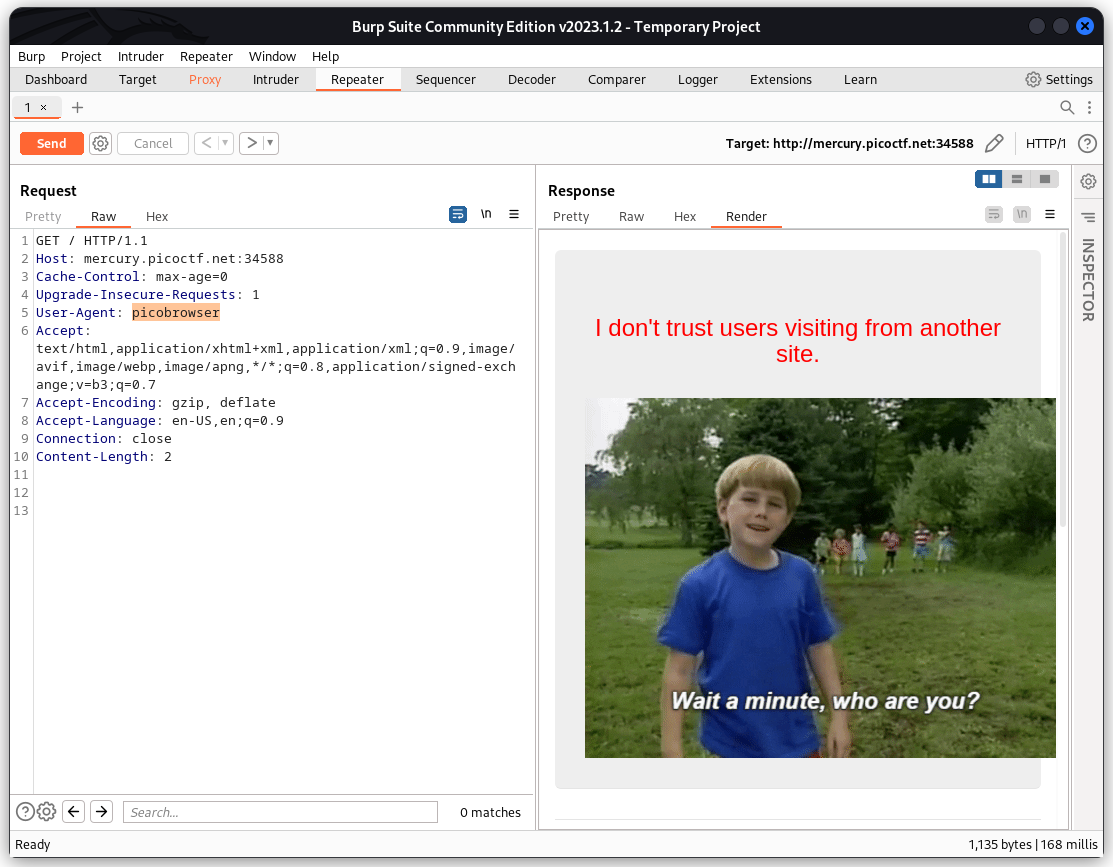 Burp Suite Community Edition v2023.1.2 - Temporary Project
Burp Project Intruder Repeater Window Help
Dashboard Target Proxy Intruder Repeater Sequencer Decoder Comparer Logger Extensions Learn Settings
1 × +
Send Cancel < > Target: http://mercury.picoctf.net:34588 HTTP/1 ?
Request
Pretty Raw Hex \n
1 GET / HTTP/1.1
2 Host: mercury.picoctf.net:34588
3 Cache-Control: max-age=0
4 Upgrade-Insecure-Requests: 1
5 User-Agent: picobrowser
6 Accept:
text/html,application/xhtml+xml,application/xml;q=0.9,image/
avif,image/webp,image/apng,*/*;q=0.8,application/signed-exch
ange;v=b3;q=0.7
7 Accept-Encoding: gzip, deflate
8 Accept-Language: en-US,en;q=0.9
9 Connection: close
10 Content-Length: 2
11
12
13
? Search... 0 matches
Response
Pretty Raw Hex Render \n
I don't trust users visiting from another
site.
Wait a minute, who are you?
INSPECTOR
Ready 1,135 bytes | 168 millis